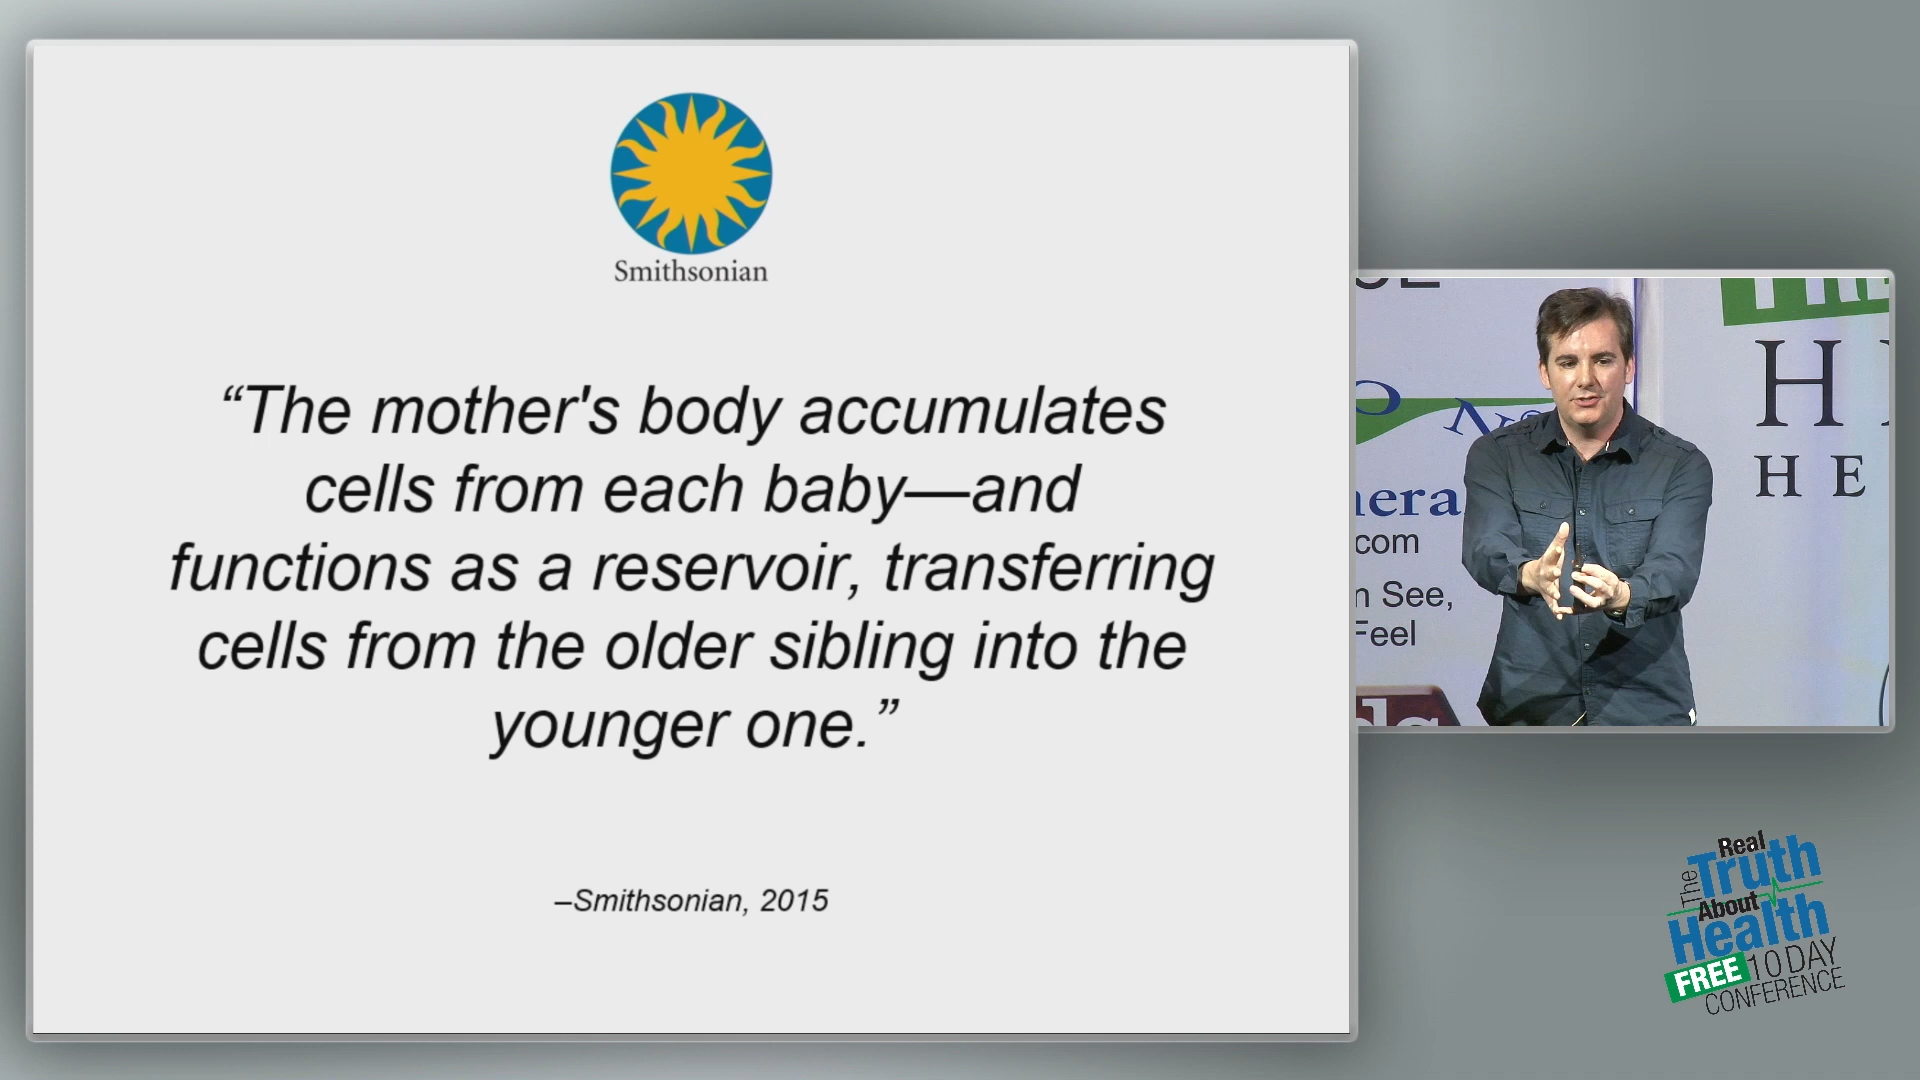 Smithsonian
“The mother's body accumulates
cells from each baby—and
functions as a reservoir, transferring
cells from the older sibling into the
younger one.”
–Smithsonian, 2015
H
HE
com
See,
Feel
The Real
Truth
About
Health
FREE 10 DAY
CONFERENCE